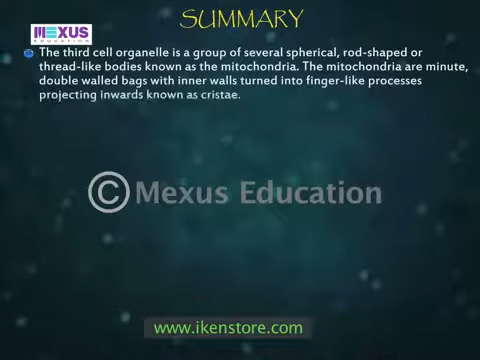 SUMMARY
MEXUS
EDUCATION
The third cell organelle is a group of several spherical, rod-shaped or
thread-like bodies known as the mitochondria. The mitochondria are minute,
double walled bags with inner walls turned into finger-like processes
projecting inwards known as cristae.
© Mexus Education
www.ikenstore.com